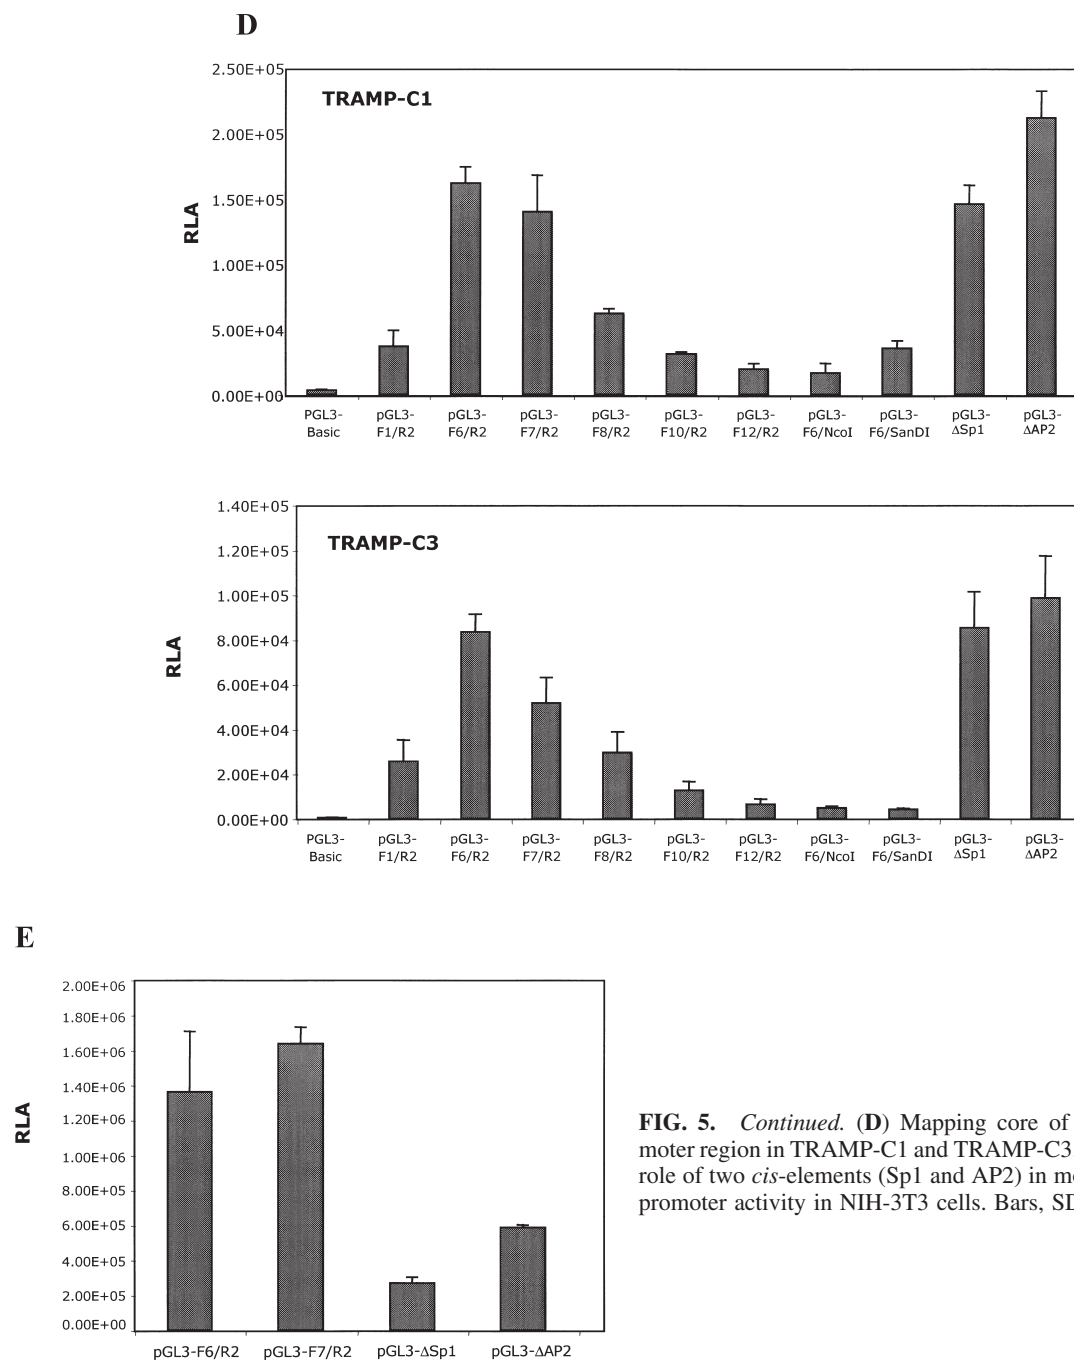 D
2.50E+05
TRAMP-C1
2.00E+05
1.50E+05
RLA
1.00E+05
5.00E+04
0.00E+00
PGL3- pGL3- pGL3- pGL3- pGL3- pGL3- pGL3- pGL3- pGL3- pGL3- pGL3-
Basic F1/R2 F6/R2 F7/R2 F8/R2 F10/R2 F12/R2 F6/NcoI F6/SanDI ΔSp1 ΔAP2
1.40E+05
TRAMP-C3
1.20E+05
1.00E+05
8.00E+04
RLA
6.00E+04
4.00E+04
2.00E+04
0.00E+00
PGL3- pGL3- pGL3- pGL3- pGL3- pGL3- pGL3- pGL3- pGL3- pGL3- pGL3-
Basic F1/R2 F6/R2 F7/R2 F8/R2 F10/R2 F12/R2 F6/NcoI F6/SanDI ΔSp1 ΔAP2
E
2.00E+06
1.80E+06
1.60E+06
1.40E+06
1.20E+06
RLA
1.00E+06
8.00E+05
6.00E+05
4.00E+05
2.00E+05
0.00E+00
pGL3-F6/R2 pGL3-F7/R2 pGL3-ΔSp1 pGL3-ΔAP2
FIG. 5. Continued. (D) Mapping core of
moter region in TRAMP-C1 and TRAMP-C3
role of two cis-elements (Sp1 and AP2) in
promoter activity in NIH-3T3 cells. Bars, SD